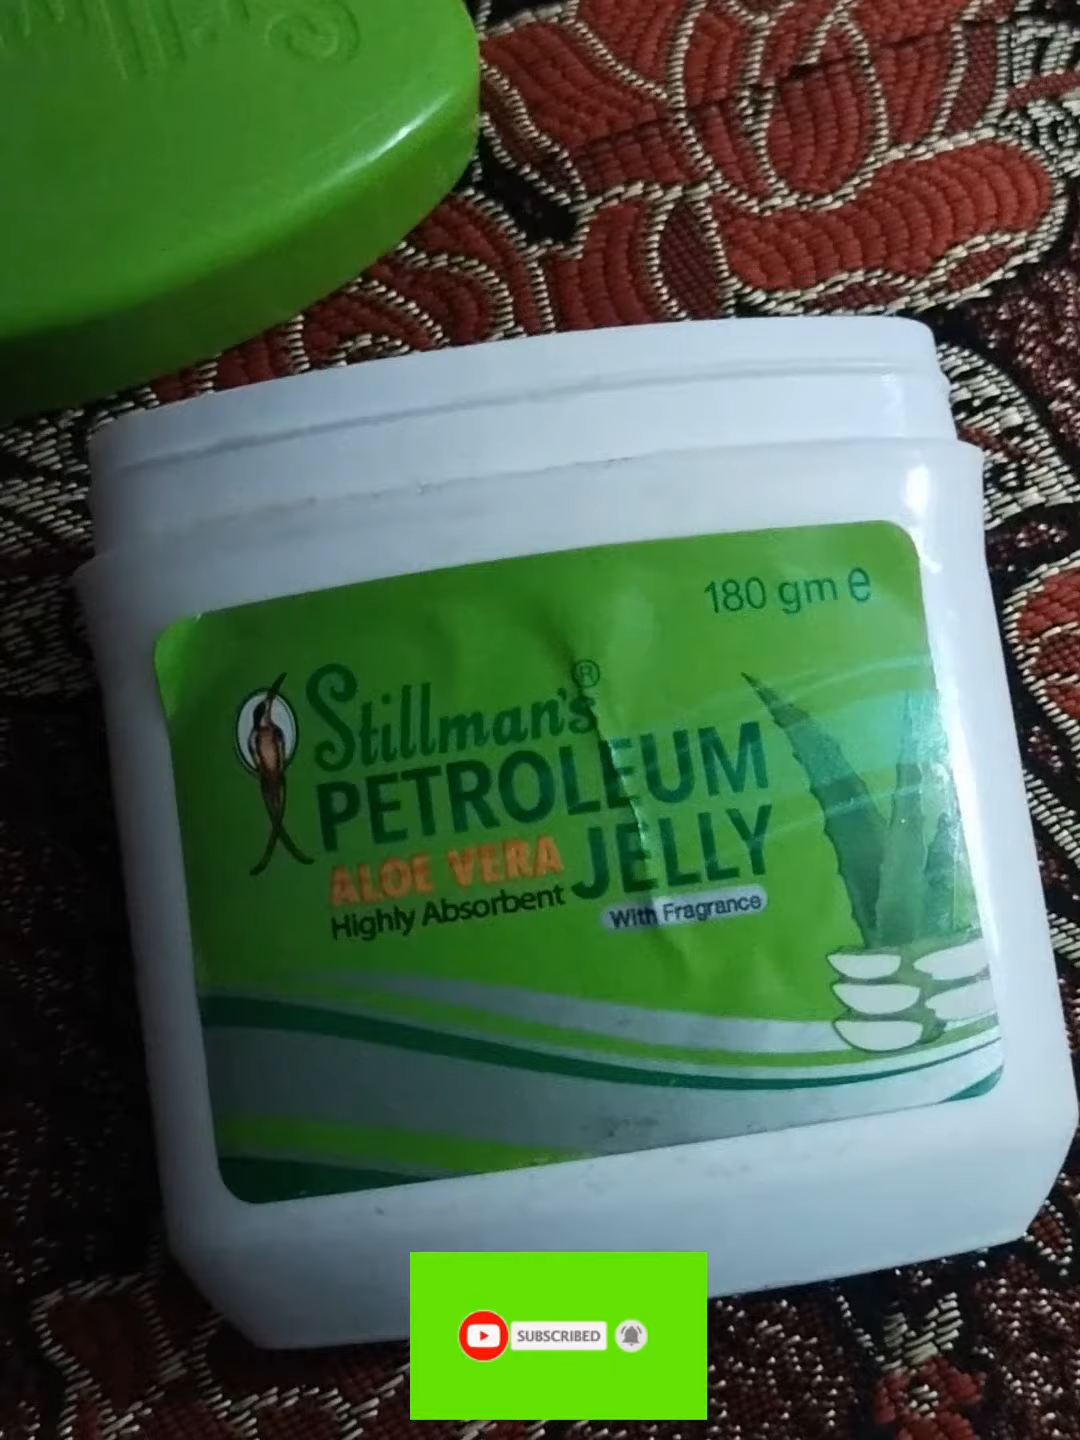 180 gm e
Stillman's®
PETROLEUM
ALOE VERA JELLY
Highly Absorbent
With Fragrance
SUBSCRIBED